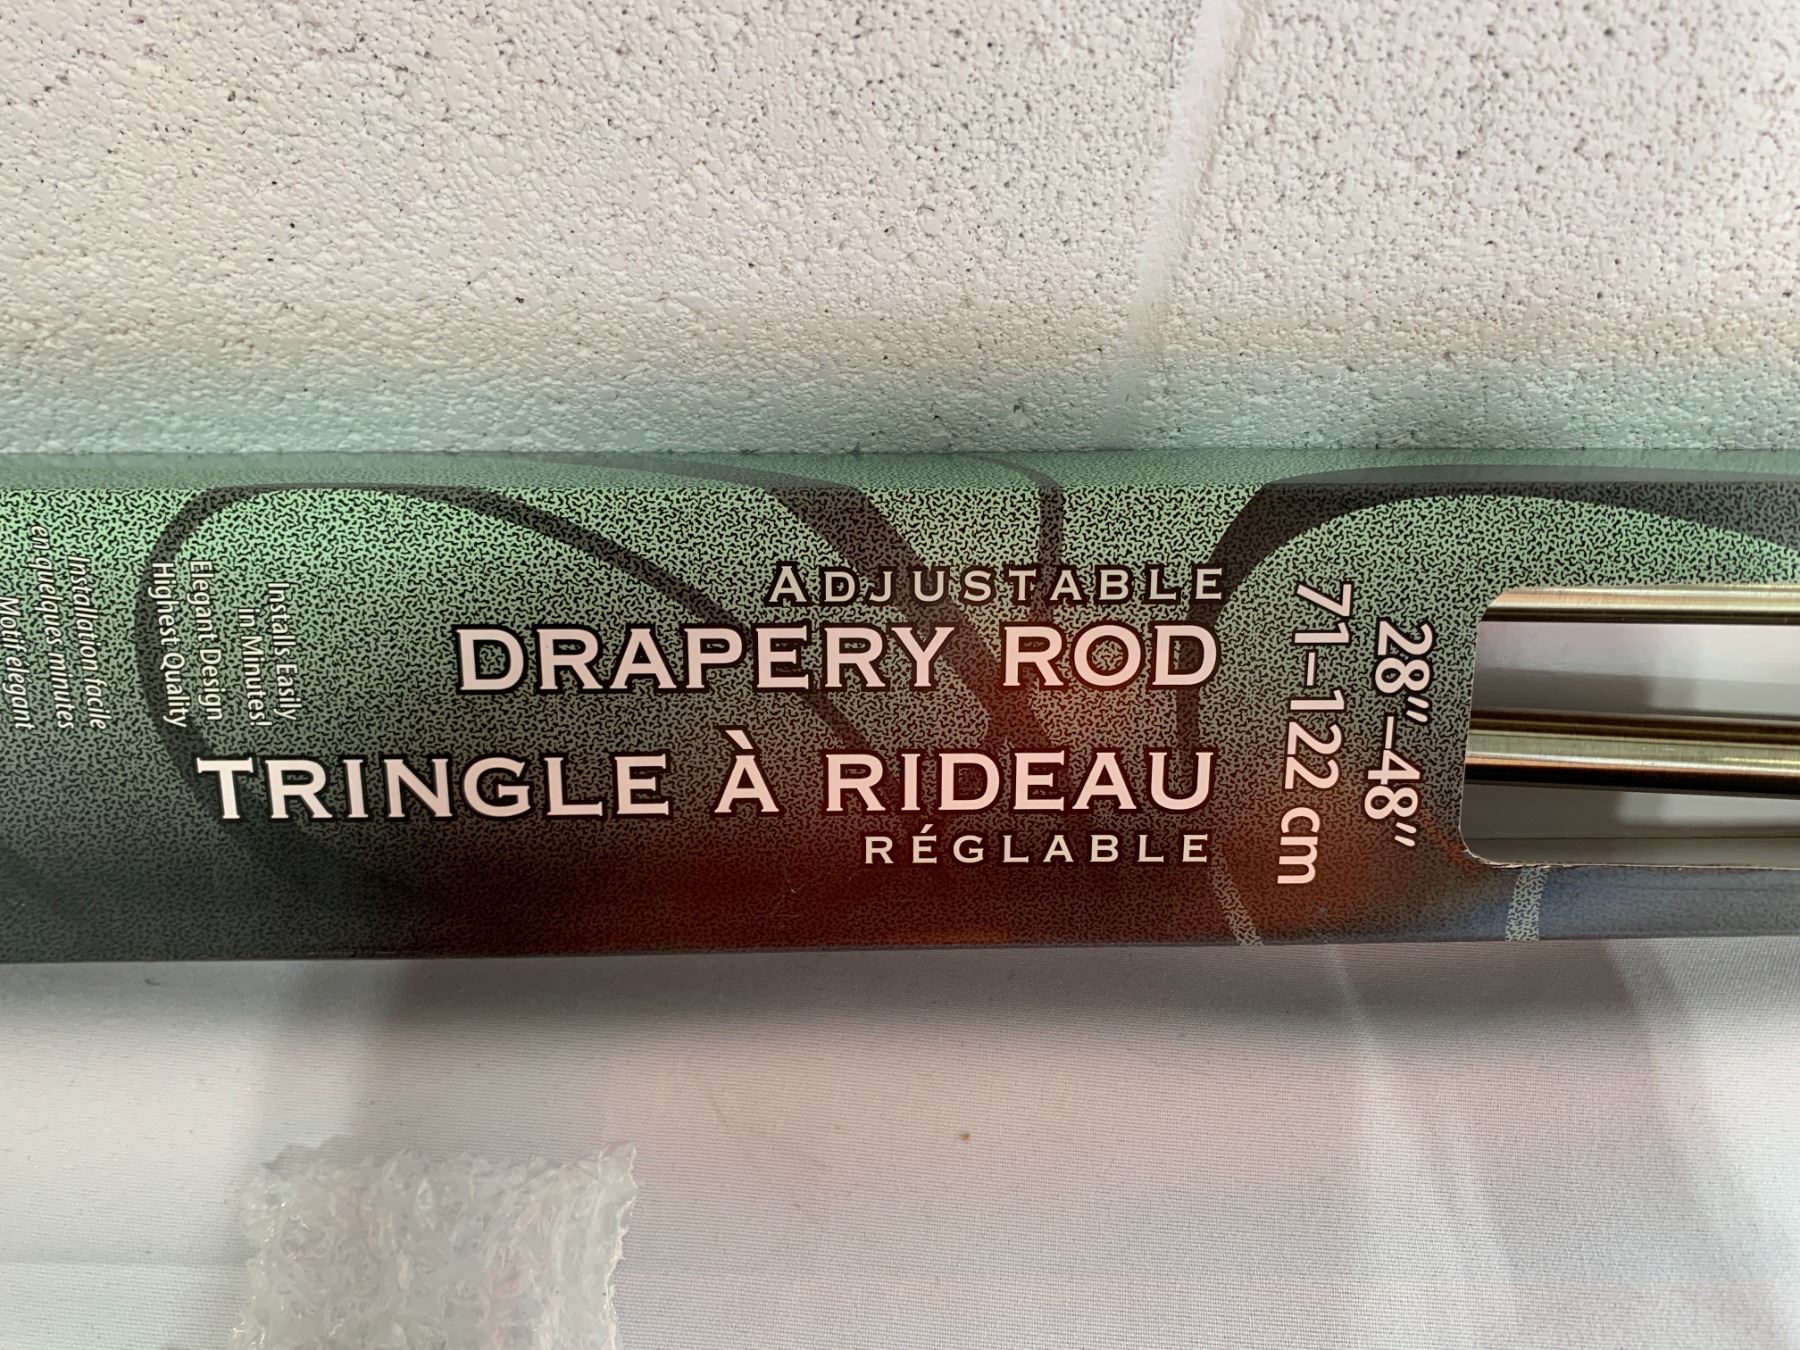 ADJUSTABLE
DRAPERY ROD
TRINGLE À RIDEAU
RÉGLABLE
28"–48"
71–122 cm
Installs Easily
in Minutes!
Elegant Design
Highest Quality
Installation facile
en quelques minutes
Motif élégant